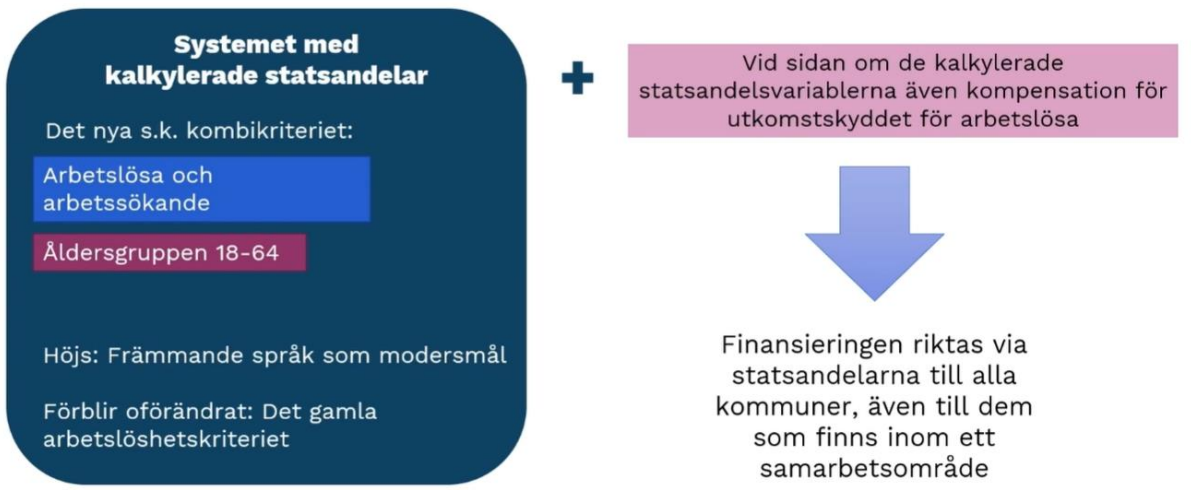 Systemet med
kalkylerade statsandelar
Det nya s.k. kombikriteriet:
Arbetslösa och
arbetssökande
Åldersgruppen 18-64
Höjs: Främmande språk som modersmål
Förblir oförändrat: Det gamla
arbetslöshetskriteriet
+
Vid sidan om de kalkylerade
statsandelsvariablerna även kompensation för
utkomstskyddet för arbetslösa
Finansieringen riktas via
statsandelarna till alla
kommuner, även till dem
som finns inom ett
samarbetsområde